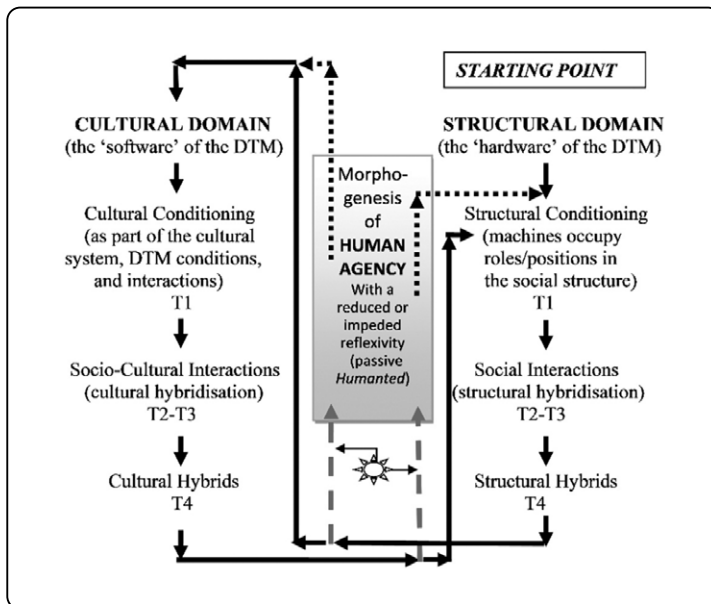 STARTING POINT
CULTURAL DOMAIN
(the 'software' of the DTM)
Cultural Conditioning
(as part of the cultural
system, DTM conditions,
and interactions)
T1
Socio-Cultural Interactions
(cultural hybridisation)
T2-T3
Cultural Hybrids
T4
Morpho-
genesis
of
HUMAN
AGENCY
With a
reduced or
impeded
reflexivity
(passive
Humanted)
STRUCTURAL DOMAIN
(the 'hardware' of the DTM)
Structural Conditioning
(machines occupy
roles/positions in
the social structure)
T1
Social Interactions
(structural hybridisation)
T2-T3
Structural Hybrids
T4